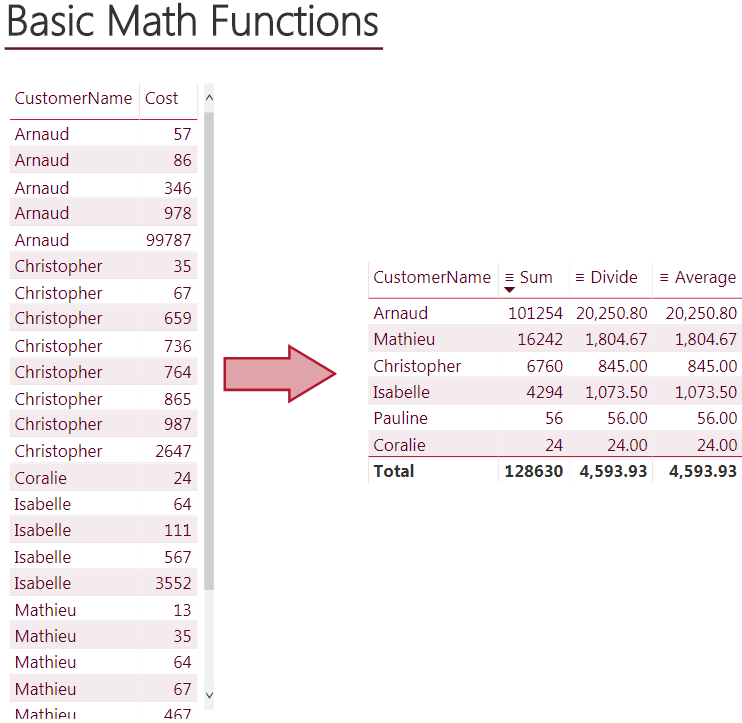 Basic Math Functions
CustomerName Cost
Arnaud 57
Arnaud 86
Arnaud 346
Arnaud 978
Arnaud 99787
Christopher 35
Christopher 67
Christopher 659
Christopher 736
Christopher 764
Christopher 865
Christopher 987
Christopher 2647
Coralie 24
Isabelle 64
Isabelle 111
Isabelle 567
Isabelle 3552
Mathieu 13
Mathieu 35
Mathieu 64
Mathieu 67
Mathieu 467
CustomerName Sum Divide Average
Arnaud 101254 20,250.80 20,250.80
Mathieu 16242 1,804.67 1,804.67
Christopher 6760 845.00 845.00
Isabelle 4294 1,073.50 1,073.50
Pauline 56 56.00 56.00
Coralie 24 24.00 24.00
Total 128630 4,593.93 4,593.93